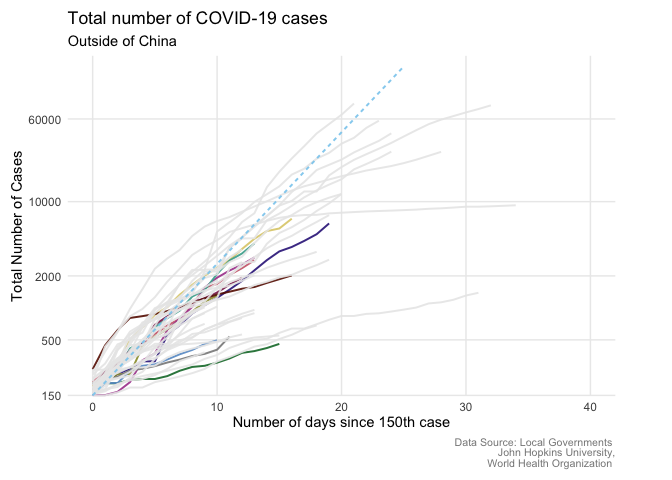 Total number of COVID-19 cases
Outside of China
Total Number of Cases
60000
10000
2000
500
150
0
10
20
30
40
Number of days since 150th case
Data Source: Local Governments
John Hopkins University,
World Health Organization